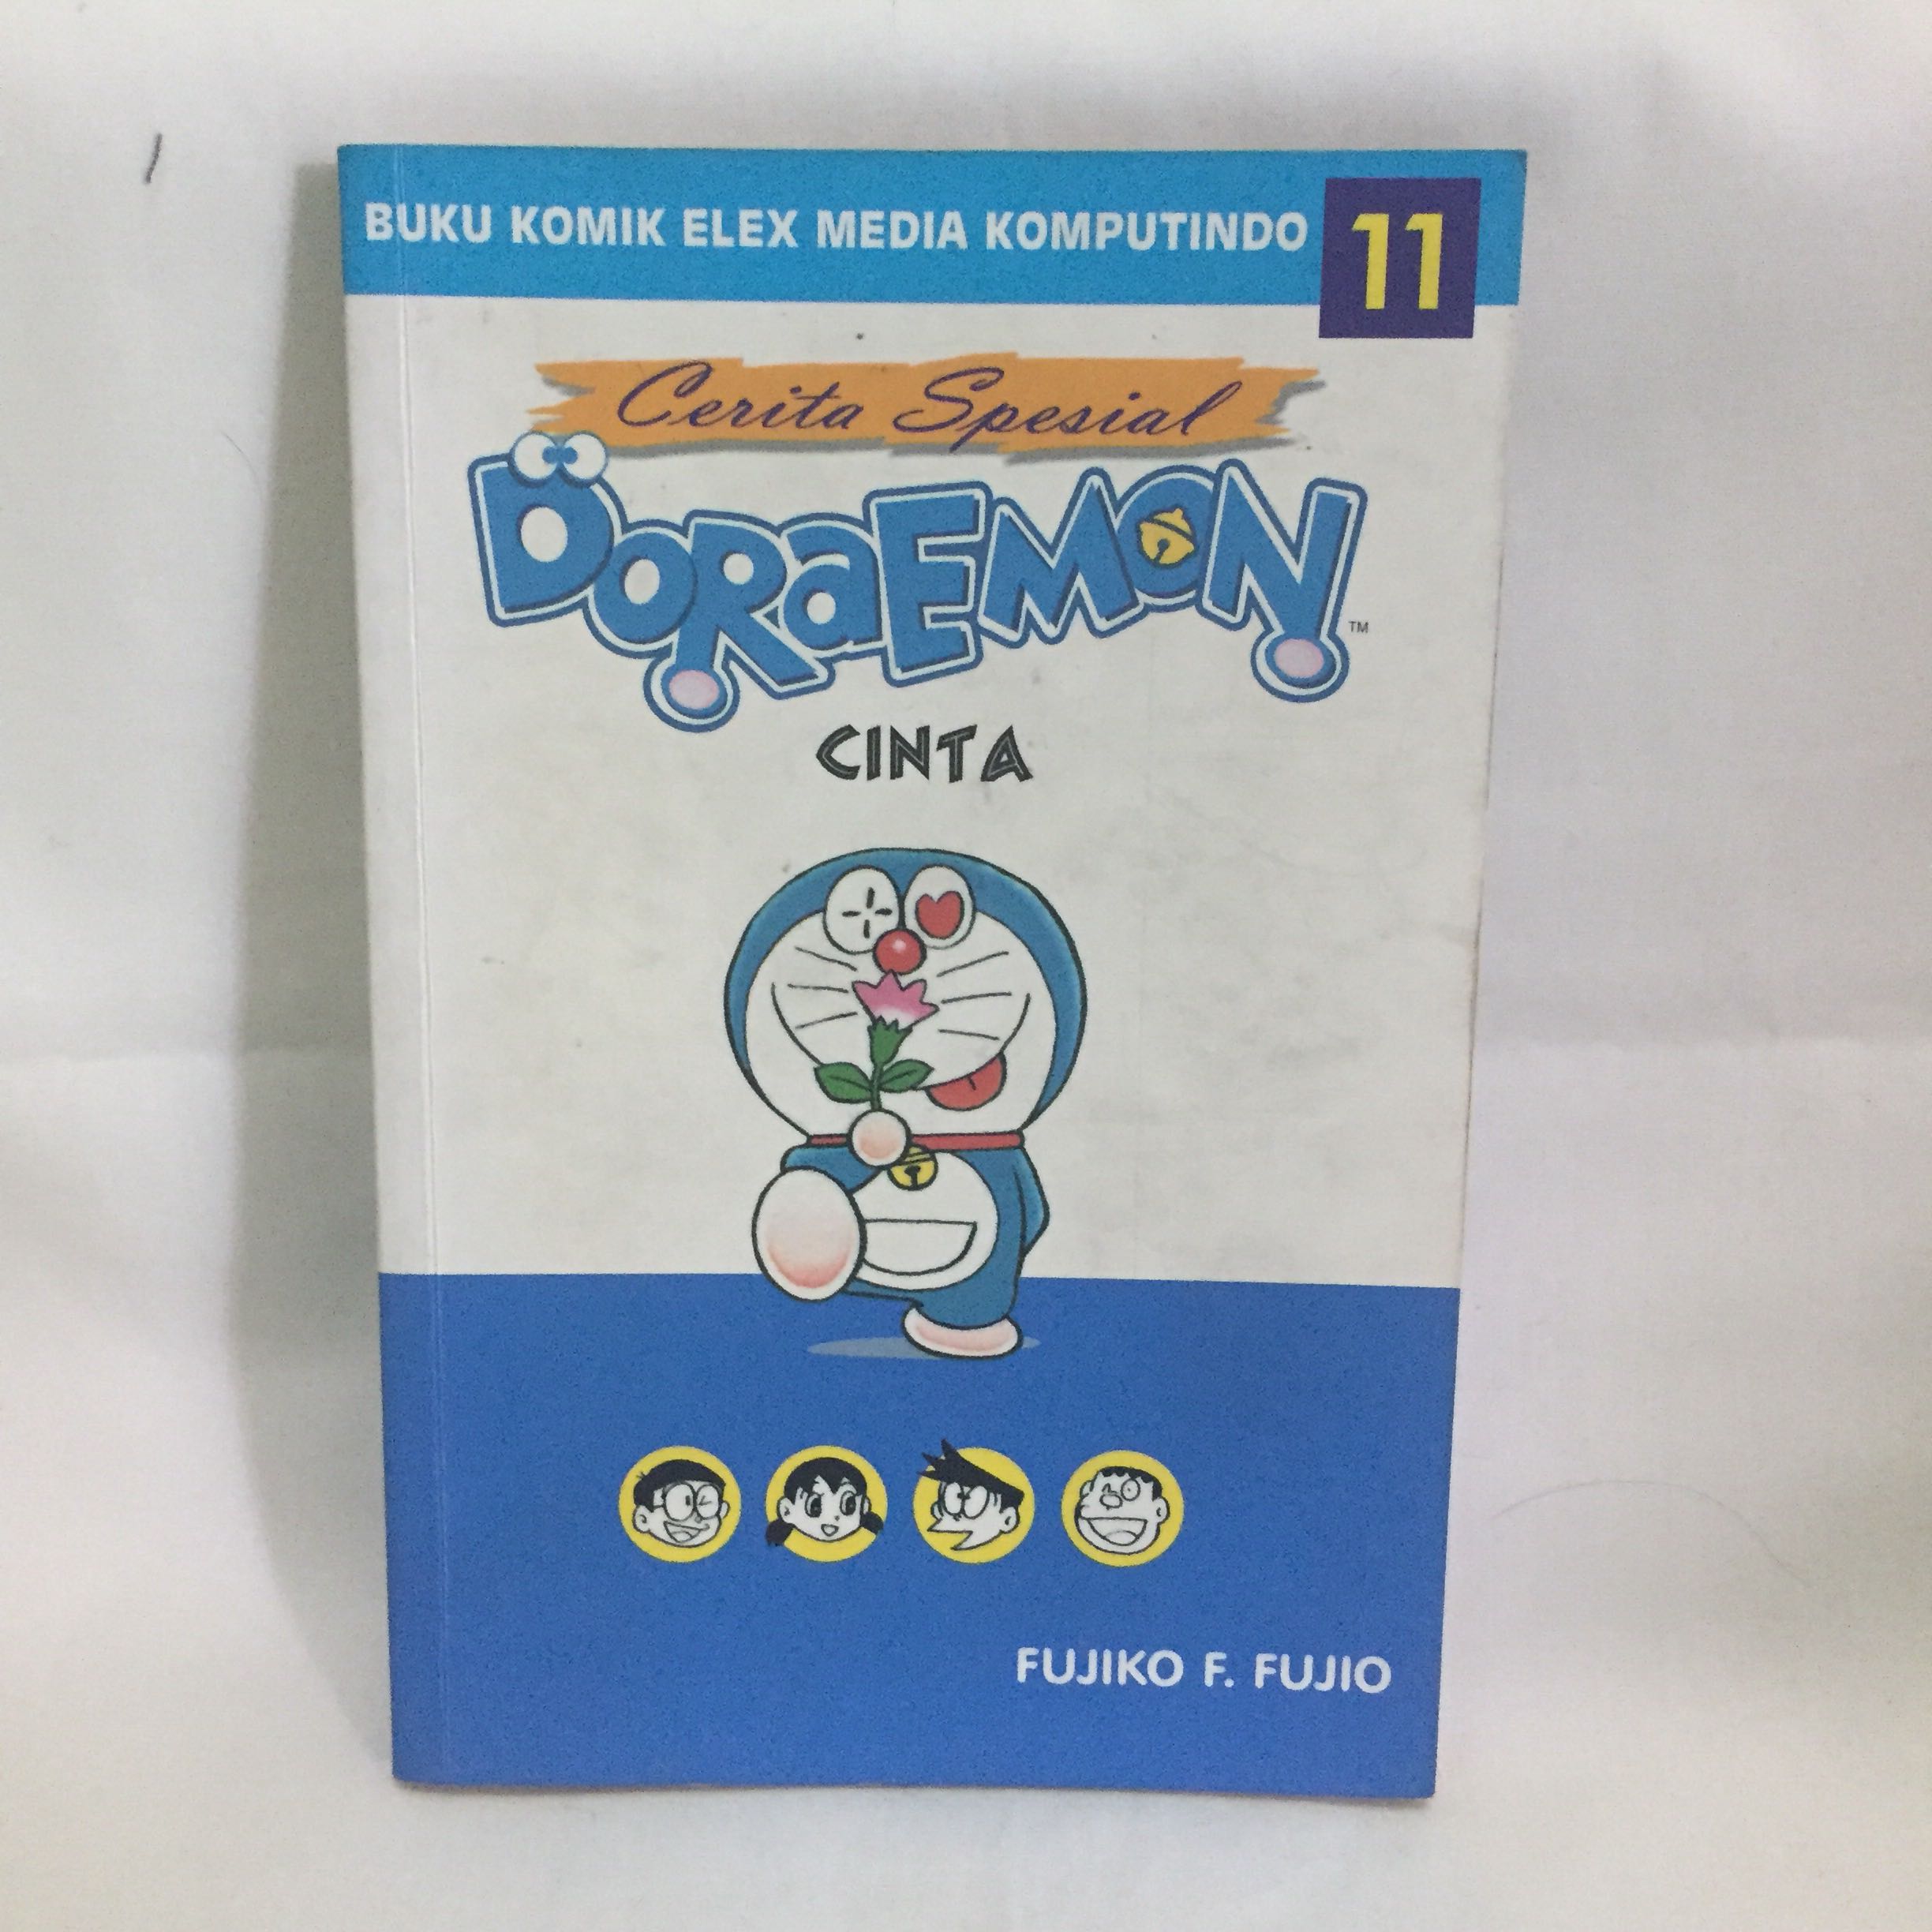 BUKU KOMIK ELEX MEDIA KOMPUTINDO
11
Cerita Spesial
DORAEMON
TM
CINTA
FUJIKO F. FUJIO